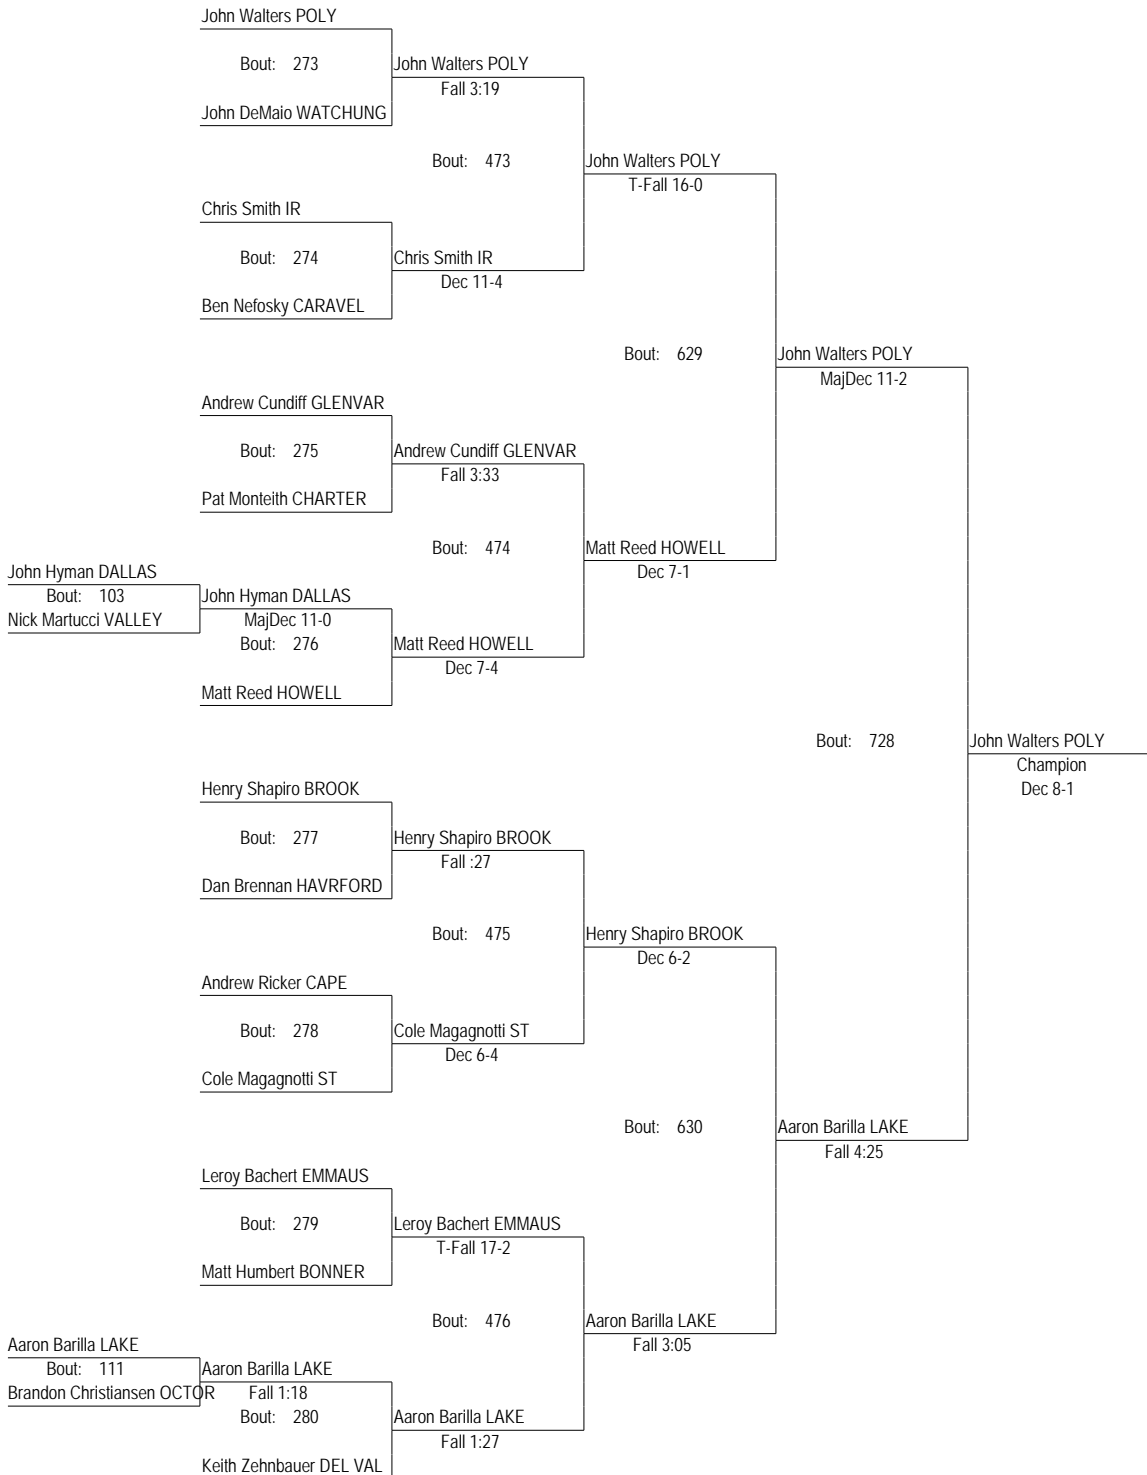 John Walters POLY
Bout: 273
John Walters POLY
Fall 3:19
John DeMaio WATCHUNG
Bout: 473
John Walters POLY
T-Fall 16-0
Chris Smith IR
Bout: 274
Chris Smith IR
Dec 11-4
Ben Nefosky CARAVEL
Bout: 629
John Walters POLY
MajDec 11-2
Andrew Cundiff GLENVAR
Bout: 275
Andrew Cundiff GLENVAR
Fall 3:33
Pat Monteith CHARTER
Bout: 474
Matt Reed HOWELL
Dec 7-1
John Hyman DALLAS
Bout: 103
John Hyman DALLAS
Nick Martucci VALLEY
MajDec 11-0
Bout: 276
Matt Reed HOWELL
Dec 7-4
Matt Reed HOWELL
Bout: 728
John Walters POLY
Champion
Dec 8-1
Henry Shapiro BROOK
Bout: 277
Henry Shapiro BROOK
Fall :27
Dan Brennan HAVRFORD
Bout: 475
Henry Shapiro BROOK
Dec 6-2
Andrew Ricker CAPE
Bout: 278
Cole Magagnotti ST
Dec 6-4
Cole Magagnotti ST
Bout: 630
Aaron Barilla LAKE
Fall 4:25
Leroy Bachert EMMAUS
Bout: 279
Leroy Bachert EMMAUS
T-Fall 17-2
Matt Humbert BONNER
Bout: 476
Aaron Barilla LAKE
Fall 3:05
Aaron Barilla LAKE
Bout: 111
Aaron Barilla LAKE
Brandon Christiansen OCTOR
Fall 1:18
Bout: 280
Aaron Barilla LAKE
Fall 1:27
Keith Zehnbauer DEL VAL